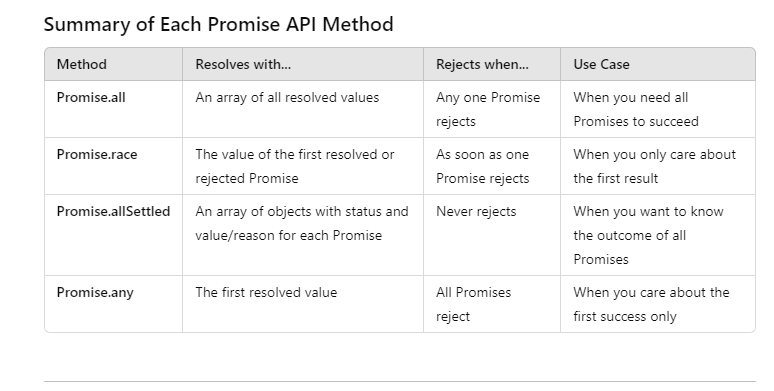 Summary of Each Promise API Method
Method Resolves with... Rejects when... Use Case
Promise.all An array of all resolved values Any one Promise When you need all
rejects Promises to succeed
Promise.race The value of the first resolved or As soon as one When you only care about
rejected Promise Promise rejects the first result
Promise.allSettled An array of objects with status and Never rejects When you want to know
value/reason for each Promise the outcome of all
Promises
Promise.any The first resolved value All Promises When you care about the
reject first success only